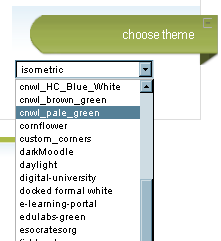 choose theme
isometric
cnwl_HC_Blue_White
cnwl_brown_green
cnwl_pale_green
cornflower
custom_corners
darkMoodle
daylight
digital-university
docked formal white
e-learning-portal
edulabs-green
esocratesorg